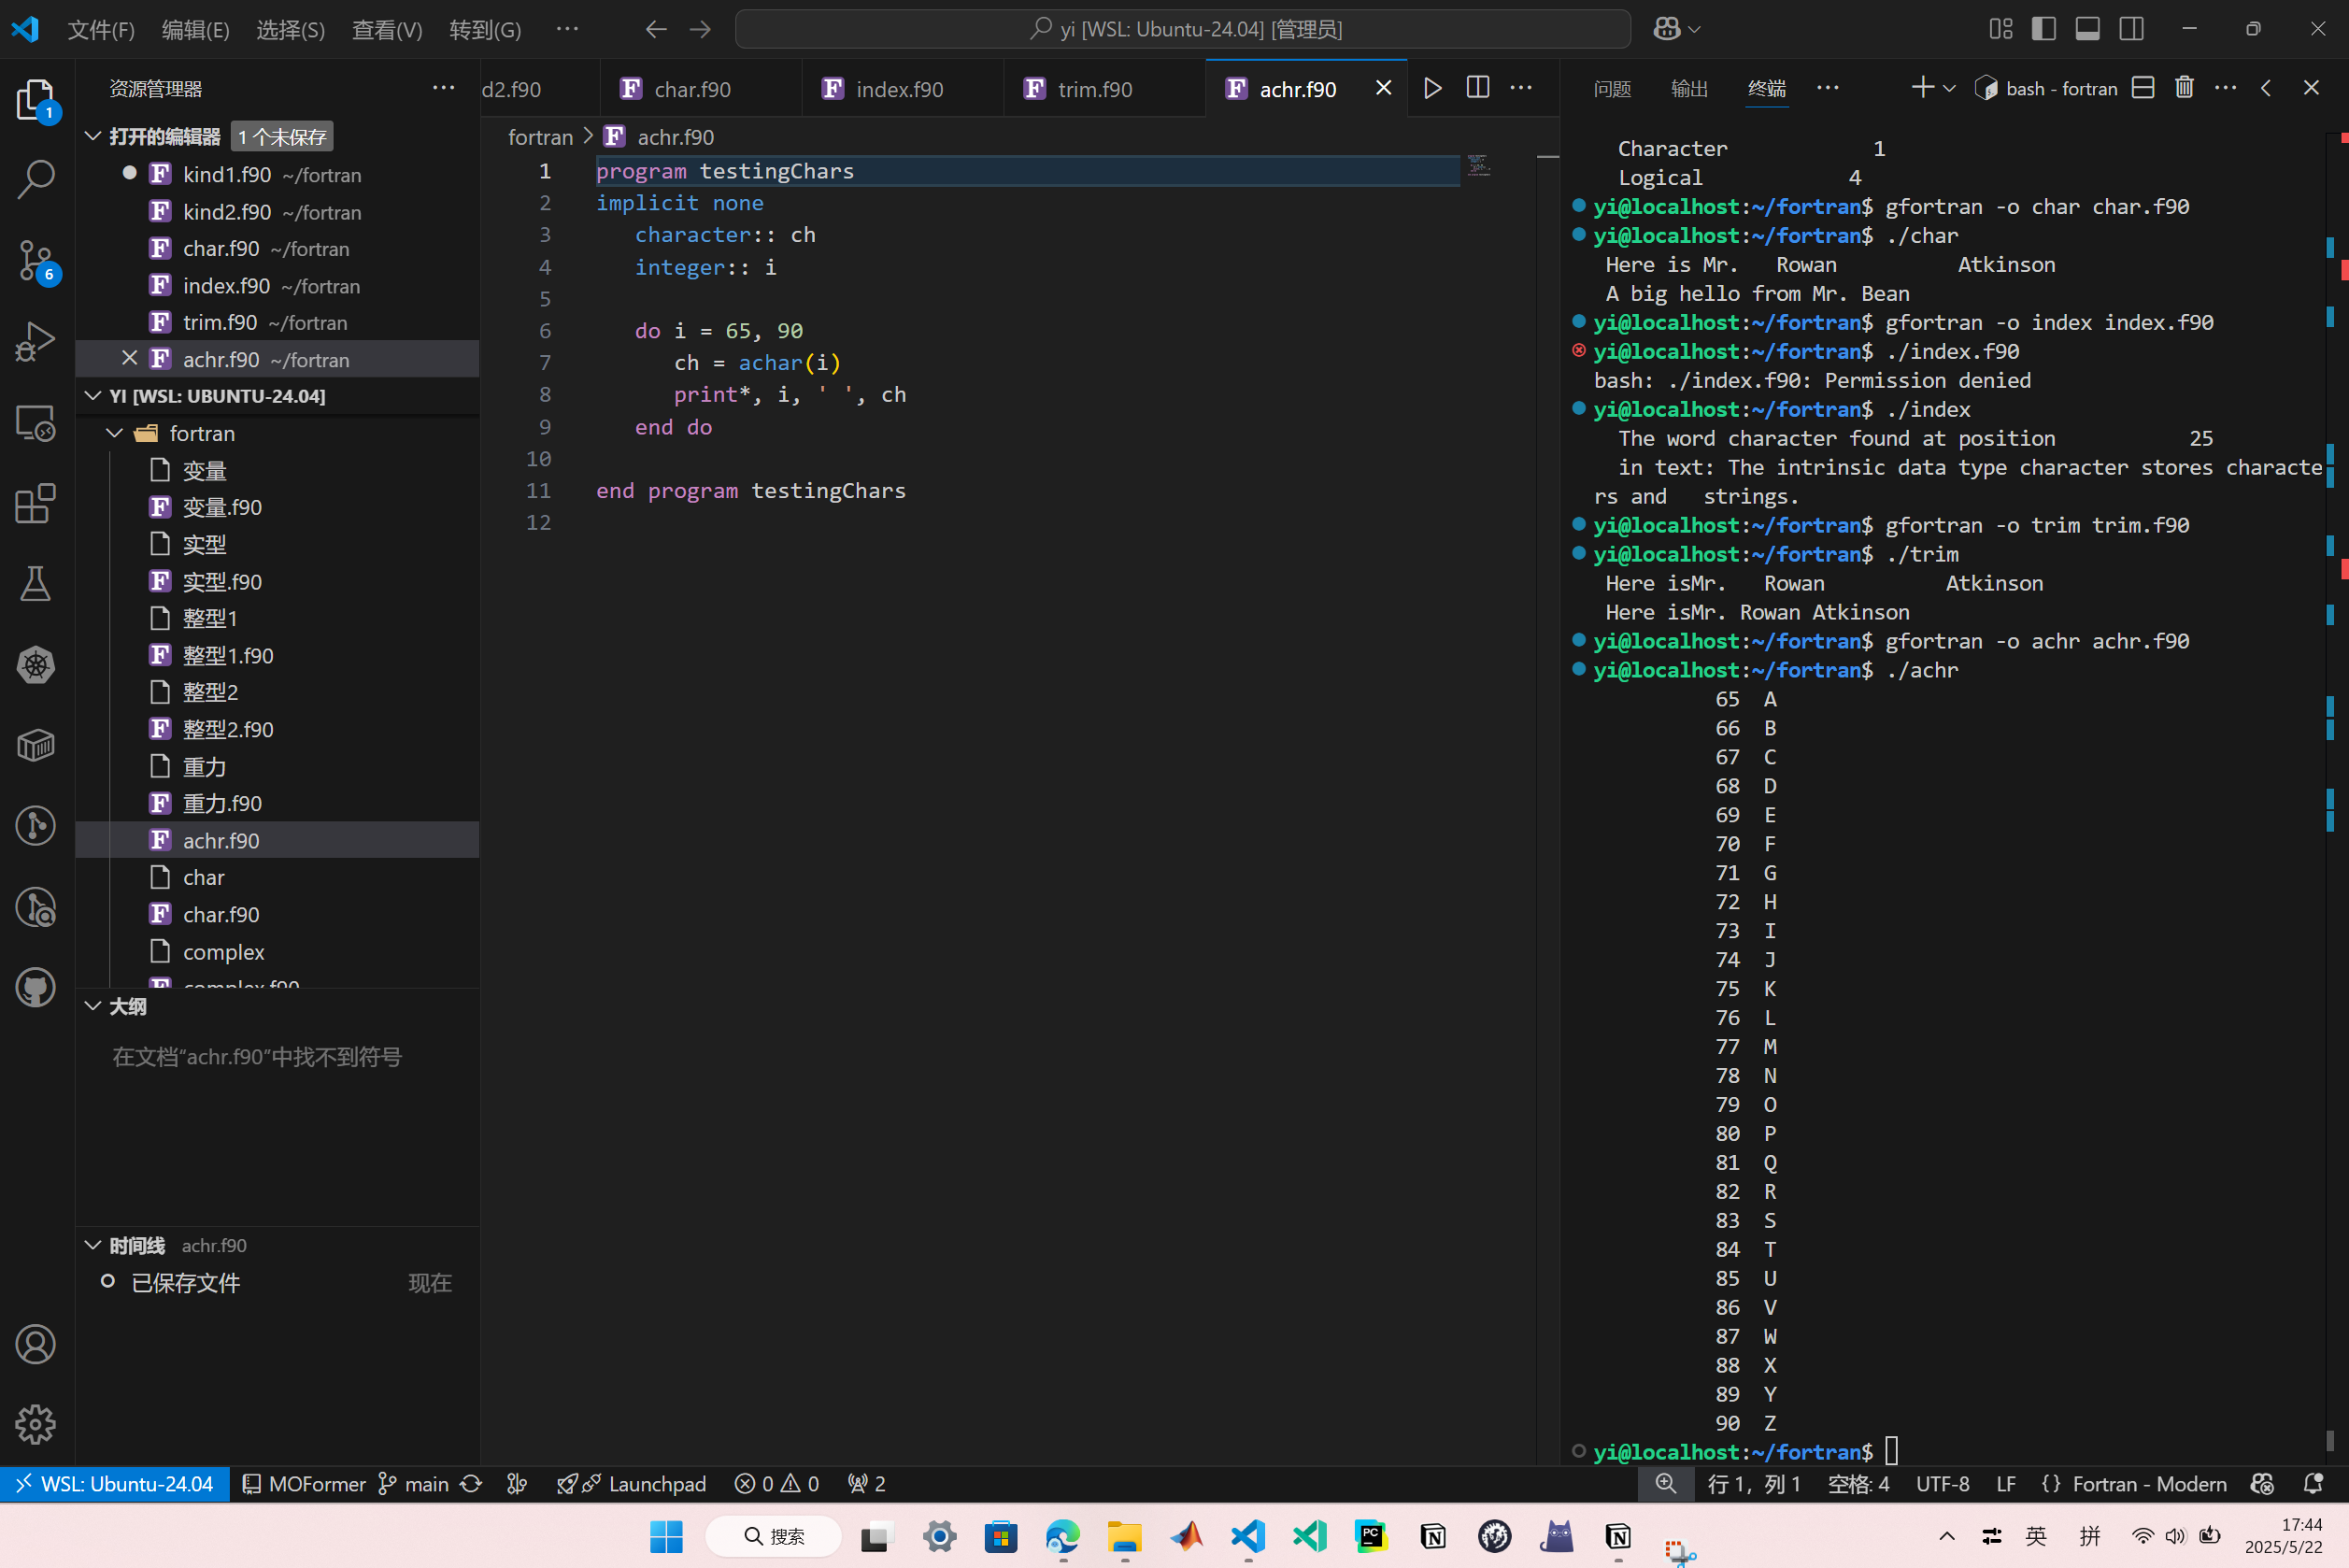 文件(F) 编辑(E) 选择(S) 查看(V) 转到(G) ··· yi [WSL: Ubuntu-24.04] [管理员]
资源管理器
打开的编辑器 1 个未保存
kind1.f90 ~/fortran
kind2.f90 ~/fortran
char.f90 ~/fortran
index.f90 ~/fortran
trim.f90 ~/fortran
achr.f90 ~/fortran
YI [WSL: UBUNTU-24.04]
fortran
变量
变量.f90
实型
实型.f90
整型1
整型1.f90
整型2
整型2.f90
重力
重力.f90
achr.f90
char
char.f90
complex
complex.f90
大纲
在文档“achr.f90”中找不到符号
时间线 achr.f90
已保存文件 现在
1
6
d2.f90 char.f90 index.f90 trim.f90 achr.f90
fortran > achr.f90
1 program testingChars
2 implicit none
3 character:: ch
4 integer:: i
5
6 do i = 65, 90
7 ch = achar(i)
8 print*, i, ' ', ch
9 end do
10
11 end program testingChars
12
问题 输出 终端 ··· bash - fortran
Character 1
Logical 4
yi@localhost:~/fortran$ gfortran -o char char.f90
yi@localhost:~/fortran$ ./char
Here is Mr. Rowan Atkinson
A big hello from Mr. Bean
yi@localhost:~/fortran$ gfortran -o index index.f90
yi@localhost:~/fortran$ ./index.f90
bash: ./index.f90: Permission denied
yi@localhost:~/fortran$ ./index
The word character found at position 25
in text: The intrinsic data type character stores characte
rs and strings.
yi@localhost:~/fortran$ gfortran -o trim trim.f90
yi@localhost:~/fortran$ ./trim
Here isMr. Rowan Atkinson
Here isMr. Rowan Atkinson
yi@localhost:~/fortran$ gfortran -o achr achr.f90
yi@localhost:~/fortran$ ./achr
65 A
66 B
67 C
68 D
69 E
70 F
71 G
72 H
73 I
74 J
75 K
76 L
77 M
78 N
79 O
80 P
81 Q
82 R
83 S
84 T
85 U
86 V
87 W
88 X
89 Y
90 Z
yi@localhost:~/fortran$
WSL: Ubuntu-24.04 MOFormer main Launchpad 0 0 2 行 1，列 1 空格: 4 UTF-8 LF {} Fortran - Modern
搜索 PC 英 拼 17:44
2025/5/22